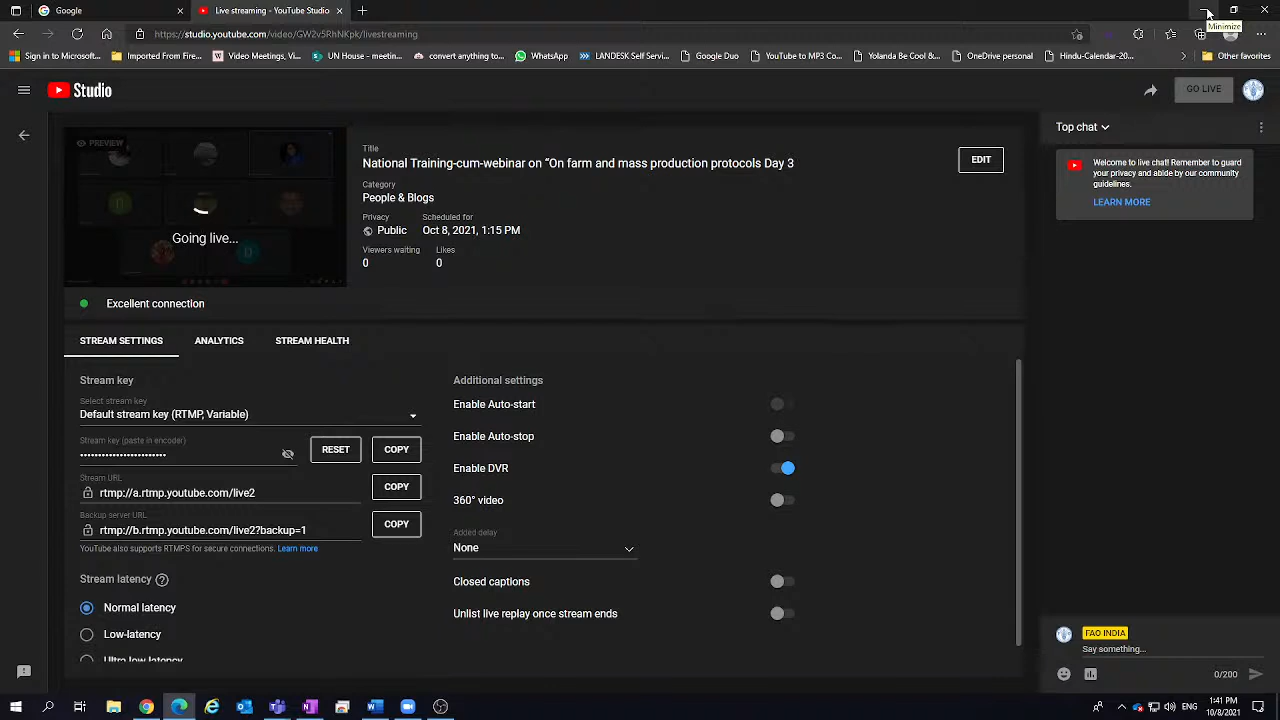 Google
Live streaming - YouTube Studio
Minimize
https://studio.youtube.com/video/GW2v5RhNKpk/livestreaming
Sign in to Microsoft...
Imported From Firef...
Video Meetings, Vi...
UN House – meetin...
convert anything to...
WhatsApp
LANDESK Self Servi...
Google Duo
YouTube to MP3 Co...
Yolanda Be Cool &...
OneDrive personal
Hindu-Calendar-20...
Other favorites
Studio
GO LIVE
PREVIEW
Going live...
Title
National Training-cum-webinar on “On farm and mass production protocols Day 3
EDIT
Category
People & Blogs
Privacy
Scheduled for
Public
Oct 8, 2021, 1:15 PM
Viewers waiting
Likes
0
0
Excellent connection
STREAM SETTINGS
ANALYTICS
STREAM HEALTH
Stream key
Select stream key
Default stream key (RTMP, Variable)
Stream key (paste in encoder)
••••••••••••••••••••••••
RESET
COPY
Stream URL
rtmp://a.rtmp.youtube.com/live2
COPY
Backup server URL
rtmp://b.rtmp.youtube.com/live2?backup=1
COPY
YouTube also supports RTMPS for secure connections. Learn more
Stream latency
Normal latency
Low-latency
Ultra low-latency
Additional settings
Enable Auto-start
Enable Auto-stop
Enable DVR
360° video
Added delay
None
Closed captions
Unlist live replay once stream ends
Top chat
Welcome to live chat! Remember to guard
your privacy and abide by our community
guidelines.
LEARN MORE
FAO INDIA
Say something...
0/200
1:41 PM
10/8/2021